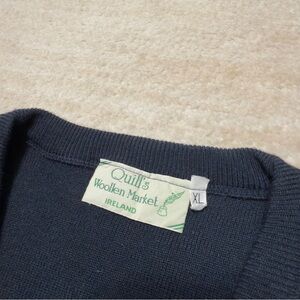 Quill's
Woollen Market
IRELAND
XL